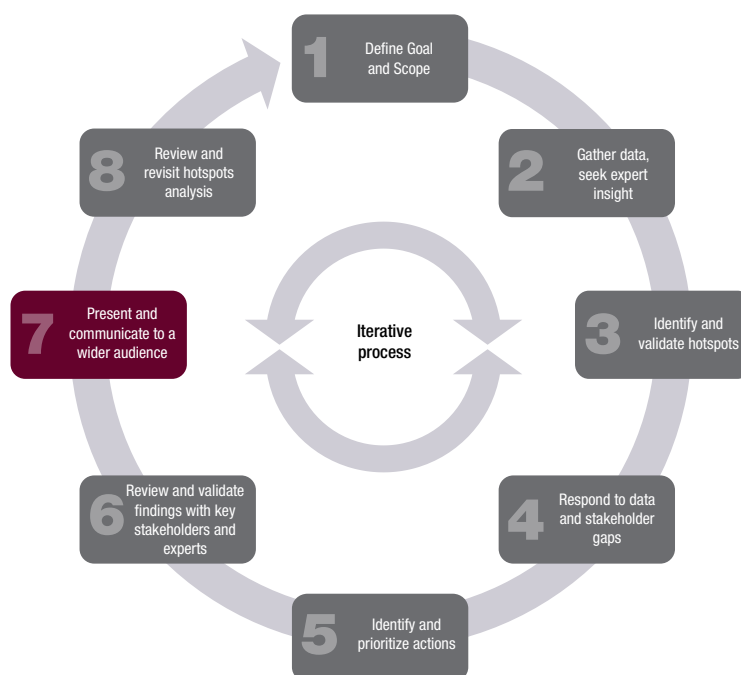 1
Define Goal
and Scope
2
Gather data,
seek expert
insight
3
Identify and
validate hotspots
4
Respond to data
and stakeholder
gaps
5
Identify and
prioritize actions
6
Review and validate
findings with key
stakeholders and
experts
7
Present and
communicate to a
wider audience
8
Review and
revisit hotspots
analysis
Iterative
process